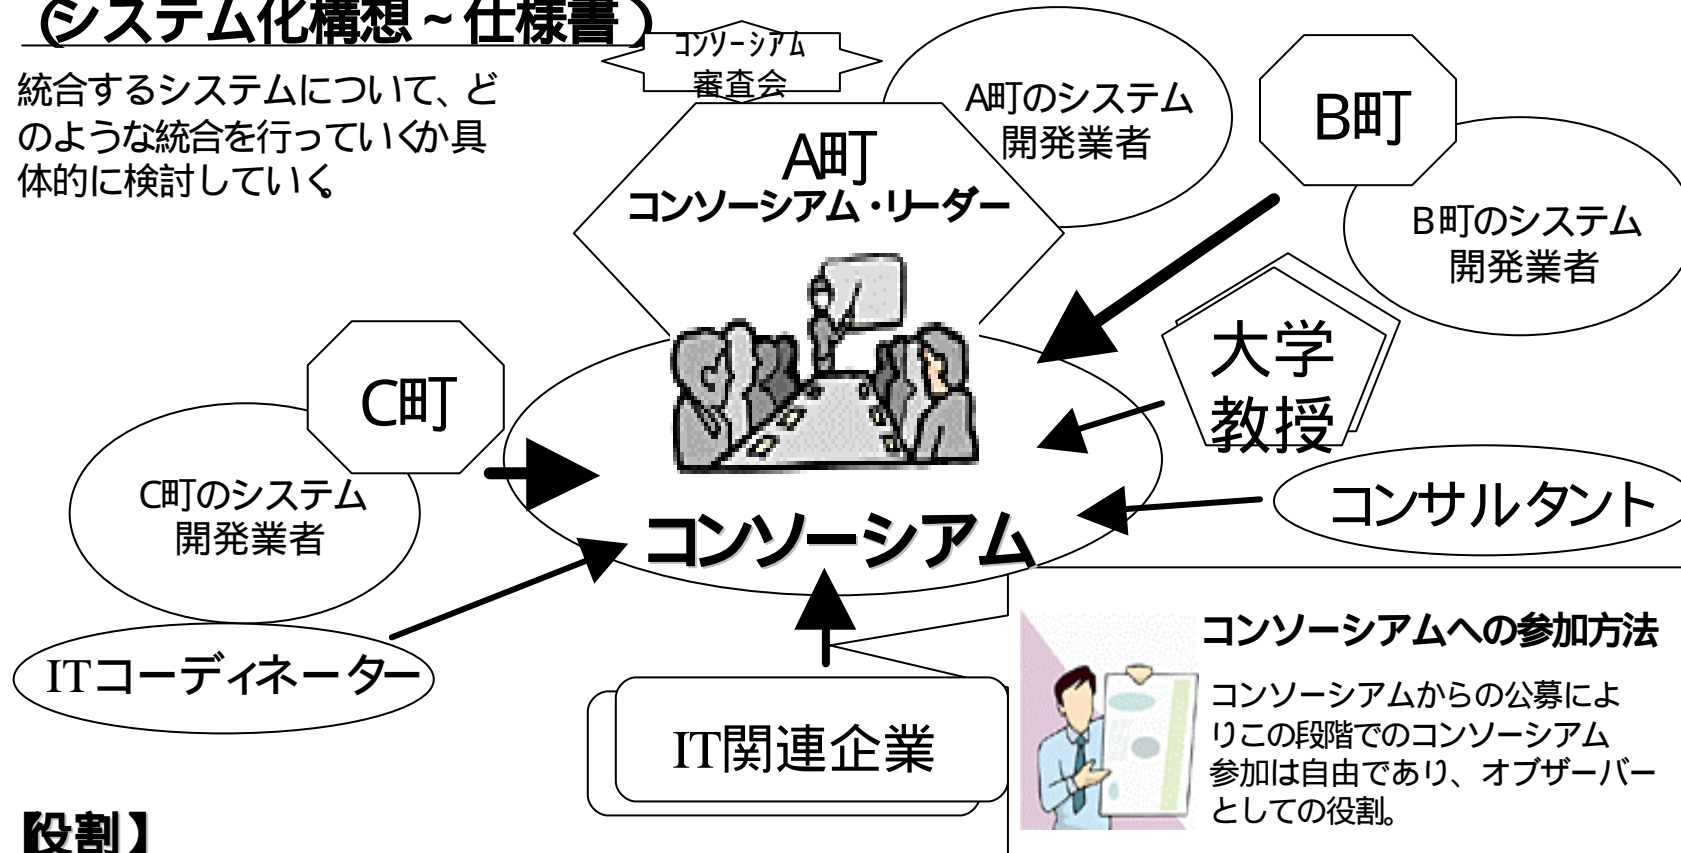 (システム化構想~仕様書)
統合するシステムについて、ど
のような統合を行っていくか具
体的に検討していく
コンソーシアム
審査会
A町
コンソーシアム・リーダー
A町のシステム
開発業者
B町
B町のシステム
開発業者
大学
教授
C町
C町のシステム
開発業者
コンサルタント
コンソーシアム
ITコーディネーター
IT関連企業
コンソーシアムへの参加方法
コンソーシアムからの公募によ
りこの段階でのコンソーシアム
参加は自由であり、オブザーバー
としての役割。
【役割】